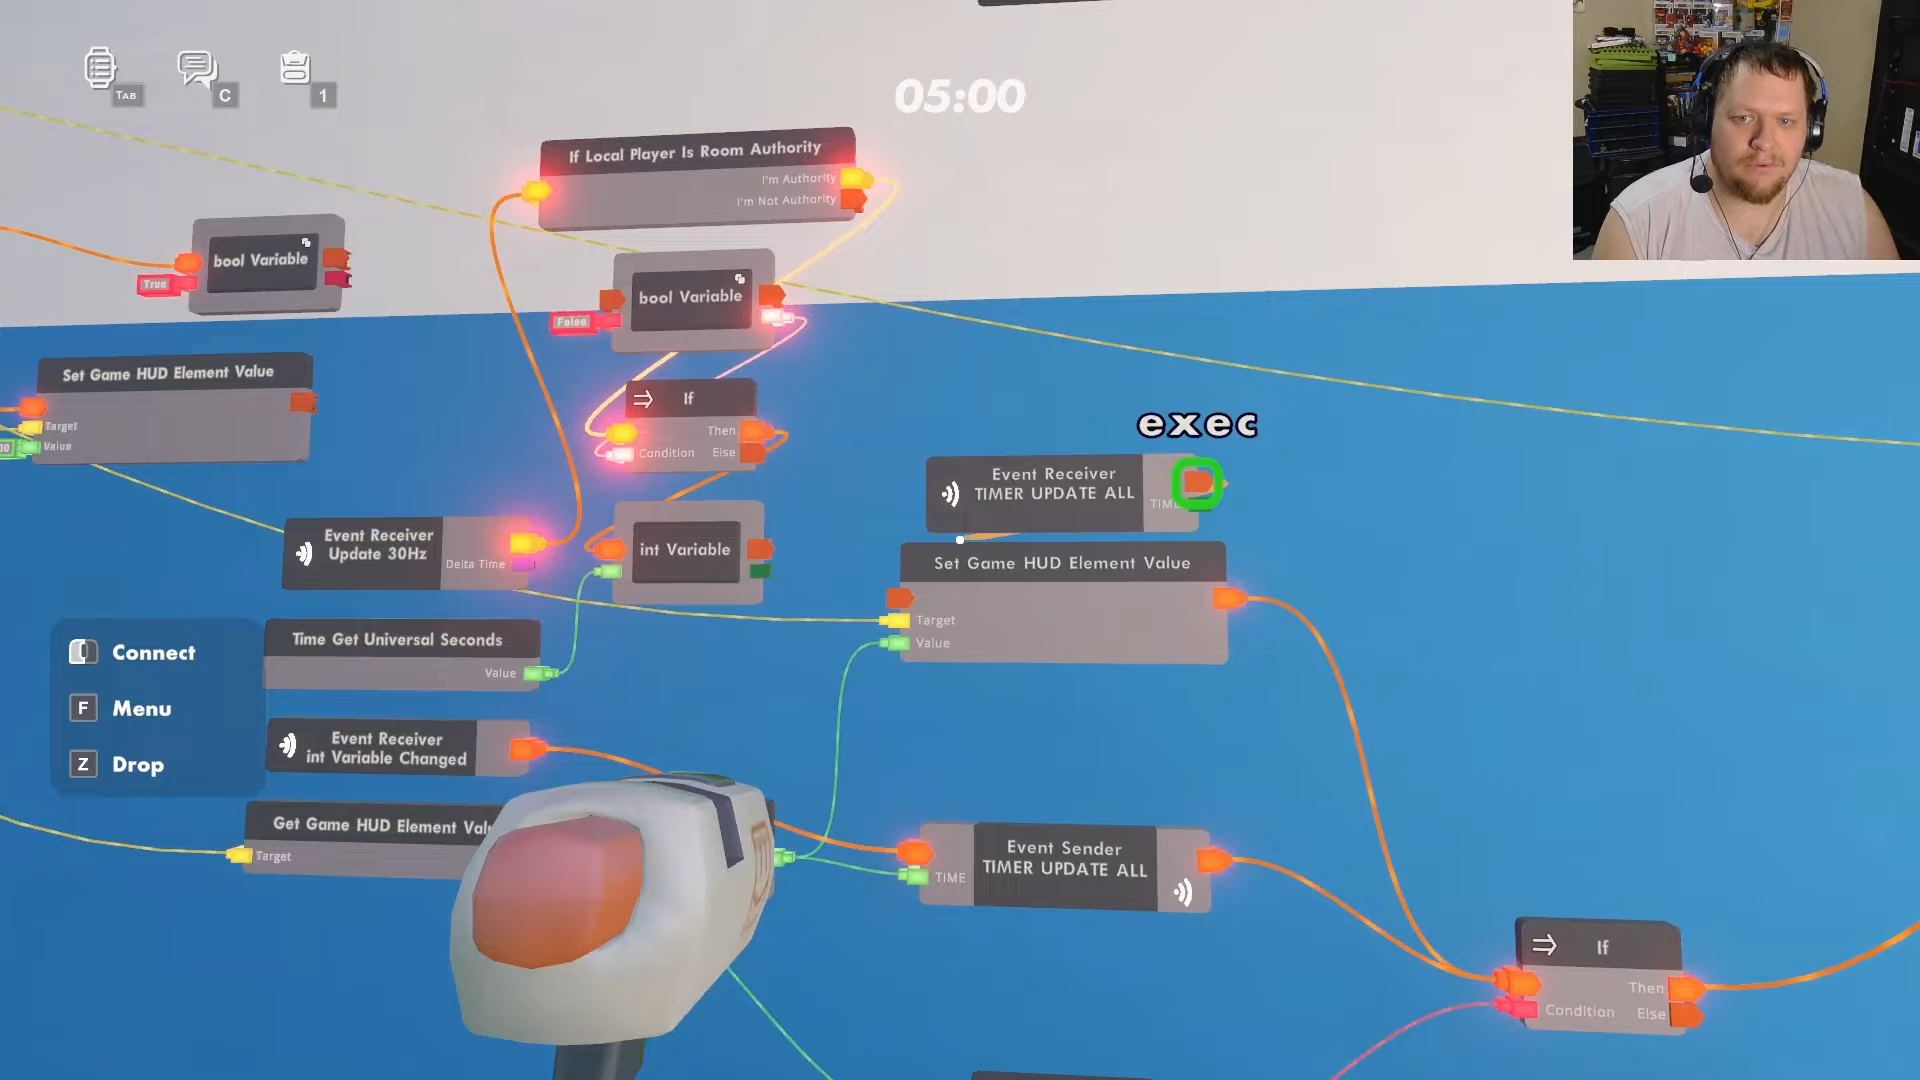 TAB
C
1
05:00
If Local Player Is Room Authority
I'm Authority
I'm Not Authority
bool Variable
True
bool Variable
False
Set Game HUD Element Value
Target
Value
If
Then
Condition
Else
exec
Event Receiver
TIMER UPDATE ALL
Event Receiver
Update 30Hz
Delta Time
int Variable
Set Game HUD Element Value
Target
Value
Time Get Universal Seconds
Value
Connect
F Menu
Z Drop
Event Receiver
int Variable Changed
Get Game HUD Element
Target
Event Sender
TIMER UPDATE ALL
TIME
If
Then
Condition
Else